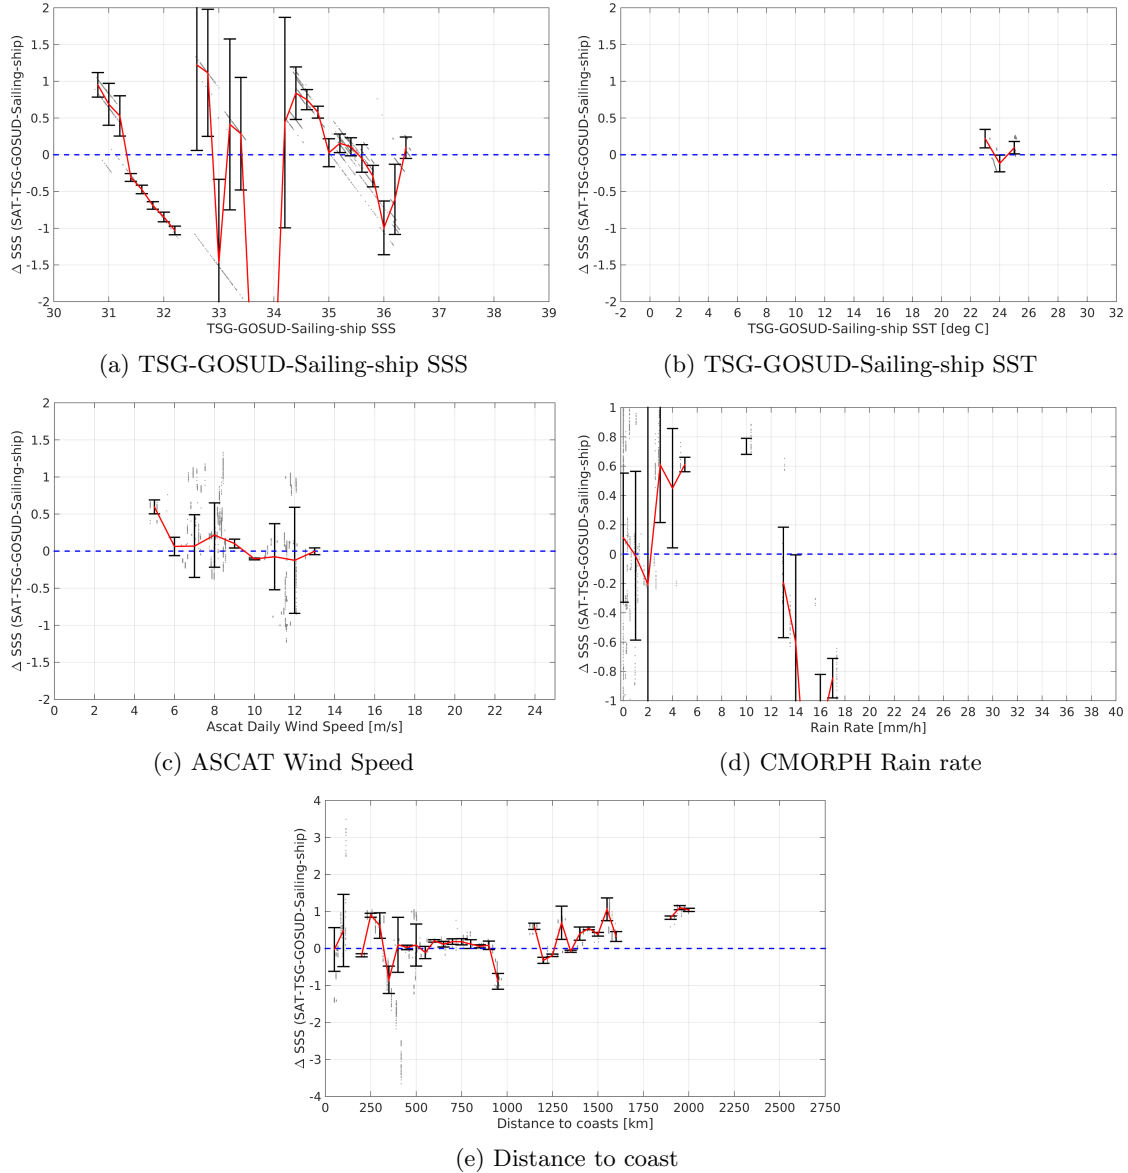 2
1.5
1
0.5
0
-0.5
-1
-1.5
-2
Δ SSS (SAT-TSG-GOSUD-Sailing-ship)
30 31 32 33 34 35 36 37 38 39
TSG-GOSUD-Sailing-ship SSS
(a) TSG-GOSUD-Sailing-ship SSS
2
1.5
1
0.5
0
-0.5
-1
-1.5
-2
Δ SSS (SAT-TSG-GOSUD-Sailing-ship)
-2 0 2 4 6 8 10 12 14 16 18 20 22 24 26 28 30 32
TSG-GOSUD-Sailing-ship SST [deg C]
(b) TSG-GOSUD-Sailing-ship SST
2
1.5
1
0.5
0
-0.5
-1
-1.5
-2
Δ SSS (SAT-TSG-GOSUD-Sailing-ship)
0 2 4 6 8 10 12 14 16 18 20 22 24
Ascat Daily Wind Speed [m/s]
(c) ASCAT Wind Speed
1
0.8
0.6
0.4
0.2
0
-0.2
-0.4
-0.6
-0.8
-1
Δ SSS (SAT-TSG-GOSUD-Sailing-ship)
0 2 4 6 8 10 12 14 16 18 20 22 24 26 28 30 32 34 36 38 40
Rain Rate [mm/h]
(d) CMORPH Rain rate
4
3
2
1
0
-1
-2
-3
-4
Δ SSS (SAT-TSG-GOSUD-Sailing-ship)
0 250 500 750 1000 1250 1500 1750 2000 2250 2500 2750
Distance to coasts [km]
(e) Distance to coast